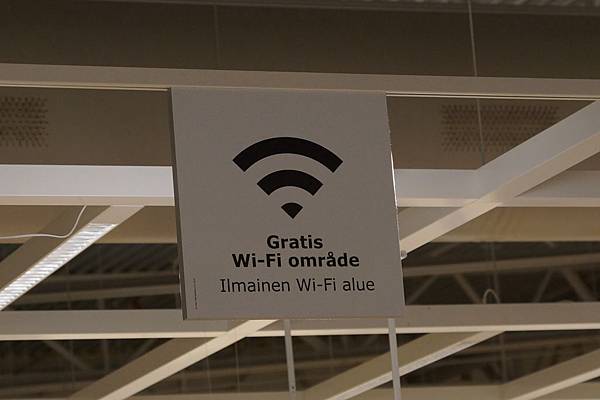 Gratis
Wi-Fi område
Ilmainen Wi-Fi alue